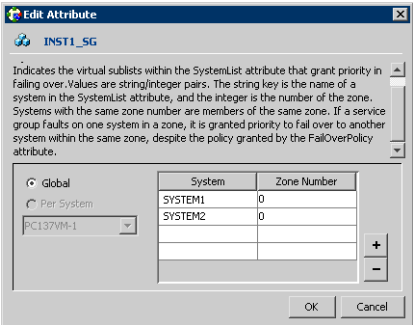 Edit Attribute
INST1_SG
Indicates the virtual sublists within the SystemList attribute that grant priority in
failing over.Values are string/integer pairs. The string key is the name of a
system in the SystemList attribute, and the integer is the number of the zone.
Systems with the same zone number are members of the same zone. If a service
group faults on one system in a zone, it is granted priority to fail over to another
system within the same zone, despite the policy granted by the FailOverPolicy
attribute.
Global
Per System
PC137VM-1
System Zone Number
SYSTEM1 0
SYSTEM2 0
+
-
OK Cancel